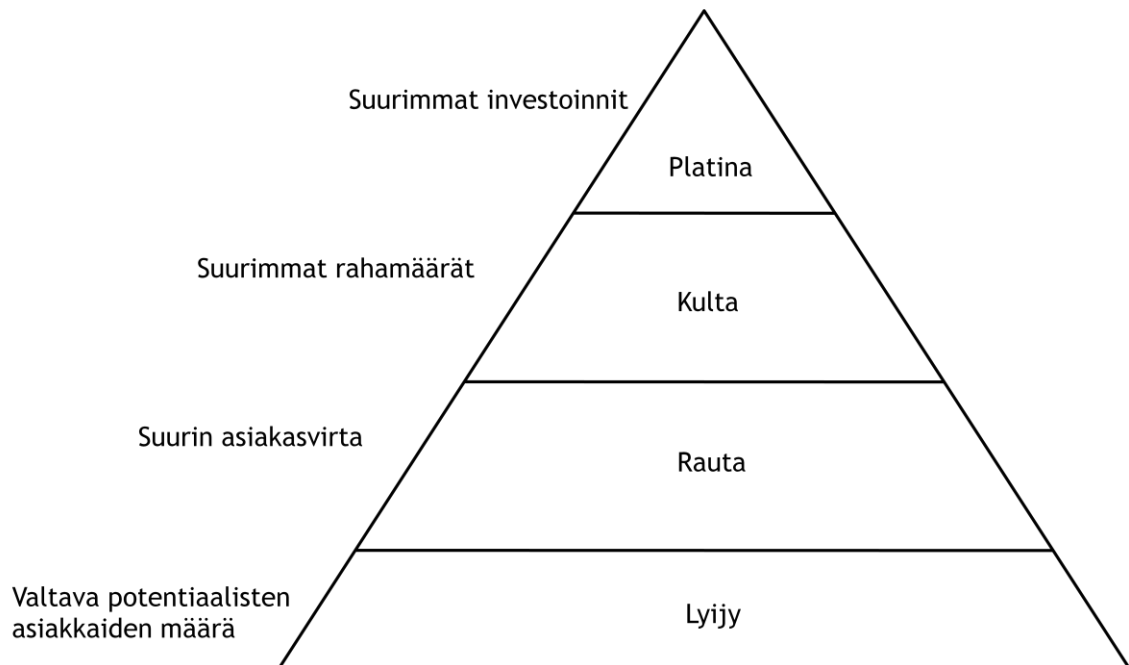 Suurimmat investoinnit
Platina
Suurimmat rahamäärät
Kulta
Suurin asiakasvirta
Rauta
Valtava potentiaalisten
asiakkaiden määrä
Lyijy